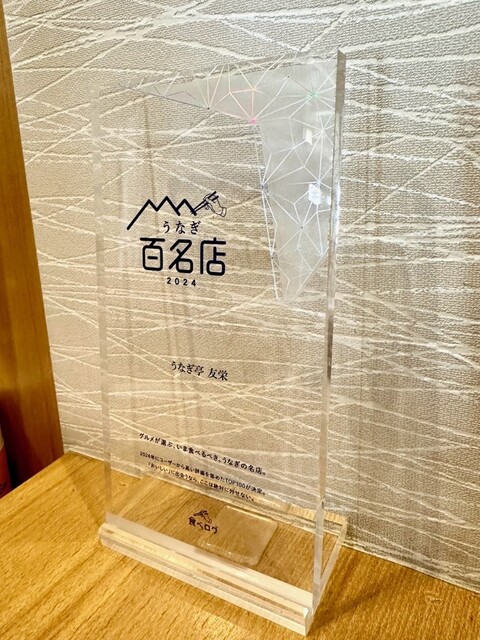 うなぎ
百名店
2024
うなぎ亭 友栄
グルメが選ぶ、いま食べるべき、うなぎの名店。
2024年にユーザーから高い評価を集めたTOP100が決定。
「おいしい」に出会うなら、ここは絶対に外せない。
食べログ